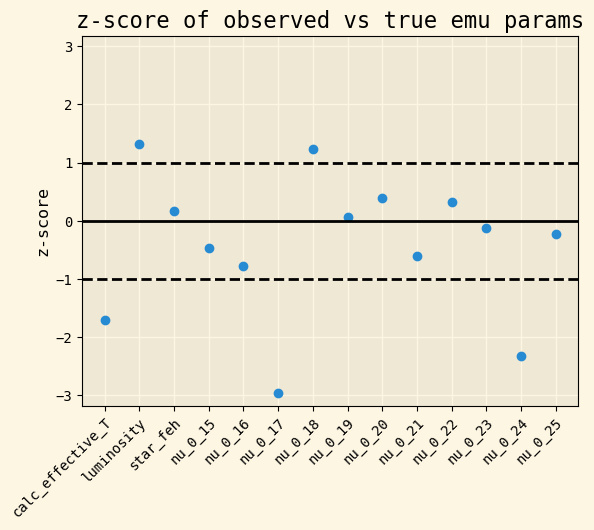 z-score of observed vs true emu params
3
2
1
0
−1
−2
−3
z-score
calc_effective_T
luminosity
star_feh
nu_0_15
nu_0_16
nu_0_17
nu_0_18
nu_0_19
nu_0_20
nu_0_21
nu_0_22
nu_0_23
nu_0_24
nu_0_25